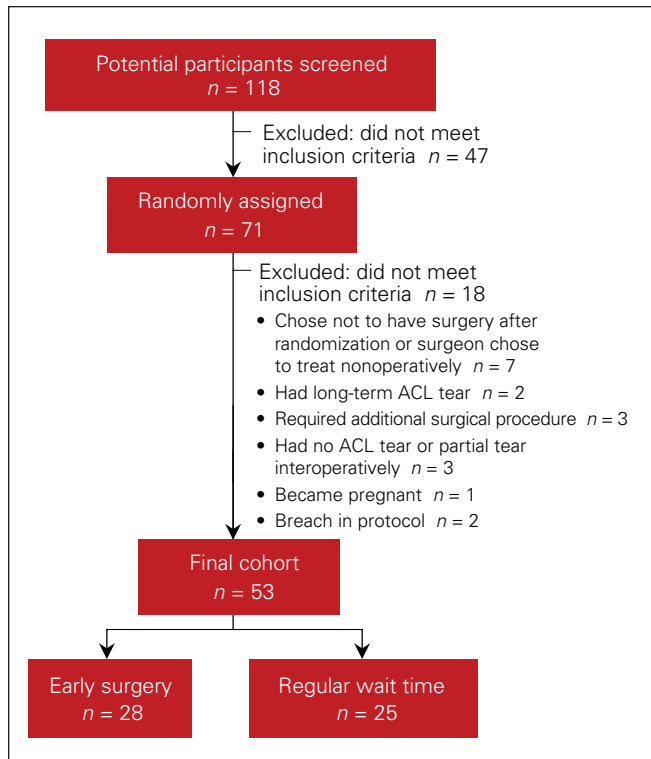 Potential participants screened
n = 118
Excluded: did not meet
inclusion criteria n = 47
Randomly assigned
n = 71
Excluded: did not meet
inclusion criteria n = 18
• Chose not to have surgery after
randomization or surgeon chose
to treat nonoperatively n = 7
• Had long-term ACL tear n = 2
• Required additional surgical procedure n = 3
• Had no ACL tear or partial tear
interoperatively n = 3
• Became pregnant n = 1
• Breach in protocol n = 2
Final cohort
n = 53
Early surgery
n = 28
Regular wait time
n = 25